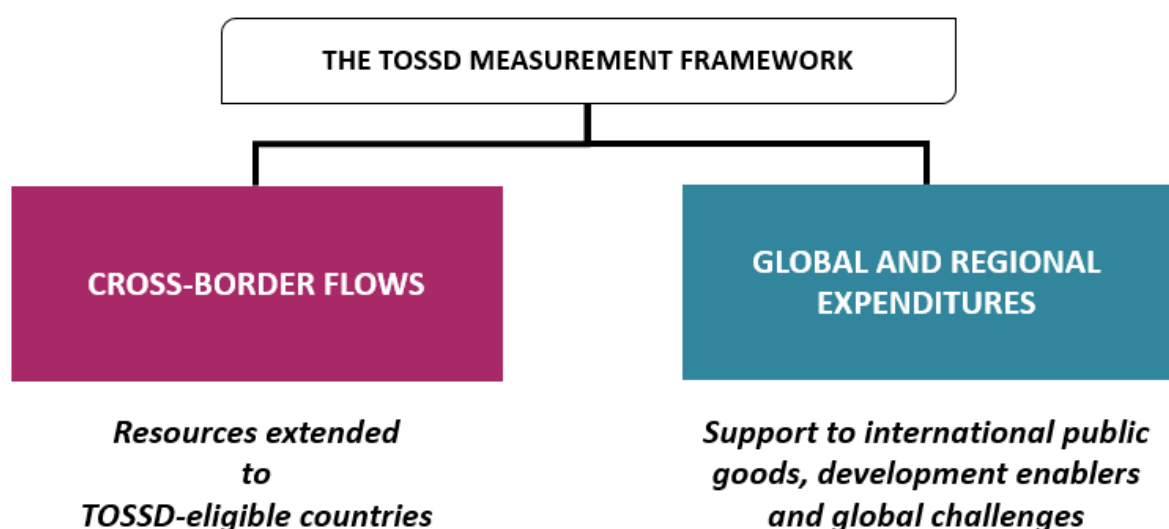 THE TOSSD MEASUREMENT FRAMEWORK
CROSS-BORDER FLOWS
Resources extended
to
TOSSD-eligible countries
GLOBAL AND REGIONAL
EXPENDITURES
Support to international public
goods, development enablers
and global challenges